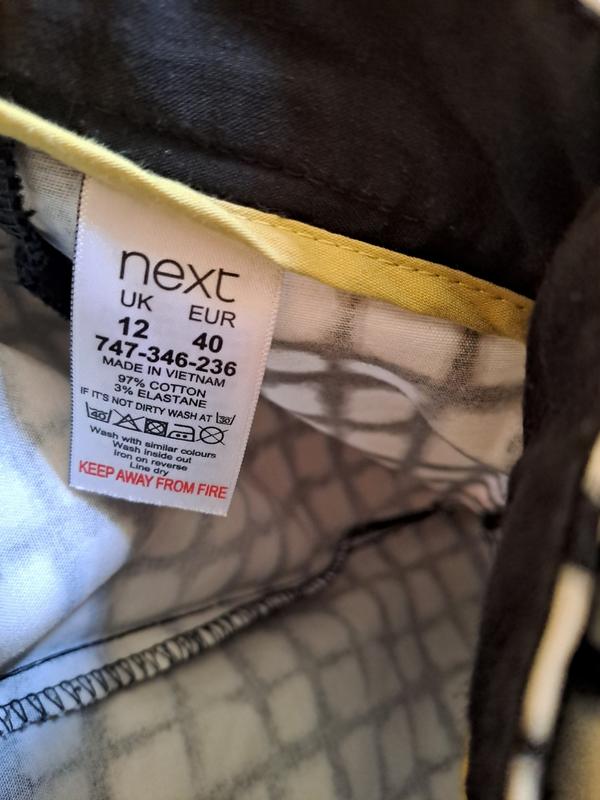 next
UK EUR
12 40
747-346-236
MADE IN VIETNAM
97% COTTON
3% ELASTANE
IF IT'S NOT DIRTY WASH AT 30
40
Wash with similar colours
Wash inside out
Iron on reverse
Line dry
KEEP AWAY FROM FIRE